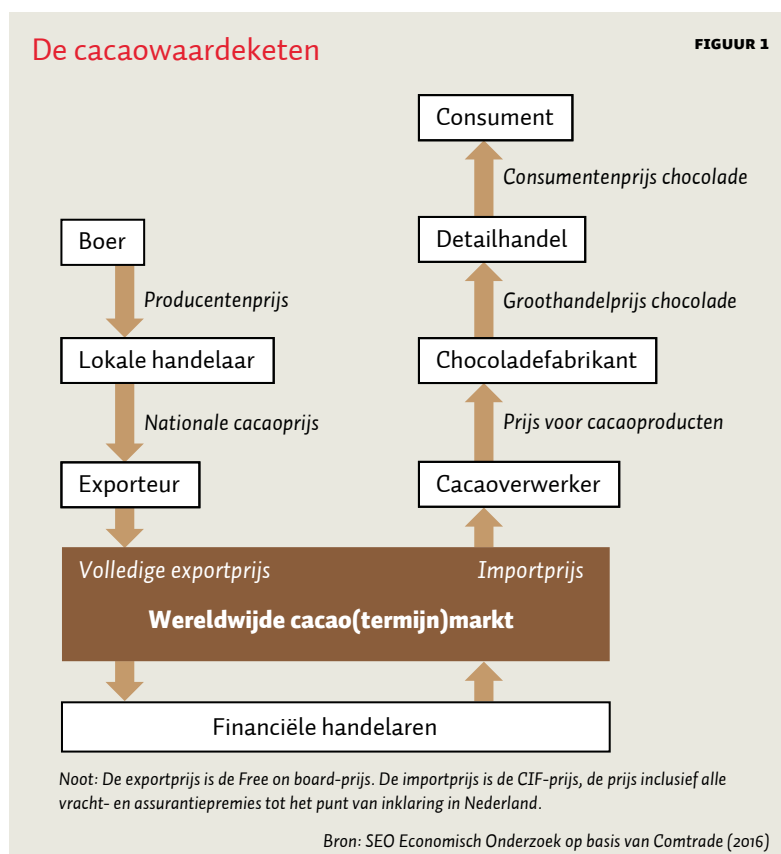 De cacaowaardeketen
FIGUUR 1
Boer
Producentenprijs
Lokale handelaar
Nationale cacaoprijs
Exporteur
Volledige exportprijs
Importprijs
Wereldwijde cacao(termijn)markt
Financiële handelaren
Cacaoverwerker
Prijs voor cacaoproducten
Chocoladefabrikant
Groothandelprijs chocolade
Detailhandel
Consumentenprijs chocolade
Consument
Noot: De exportprijs is de Free on board-prijs. De importprijs is de CIF-prijs, de prijs inclusief alle
vracht- en assurantiepremies tot het punt van inklaring in Nederland.
Bron: SEO Economisch Onderzoek op basis van Comtrade (2016)